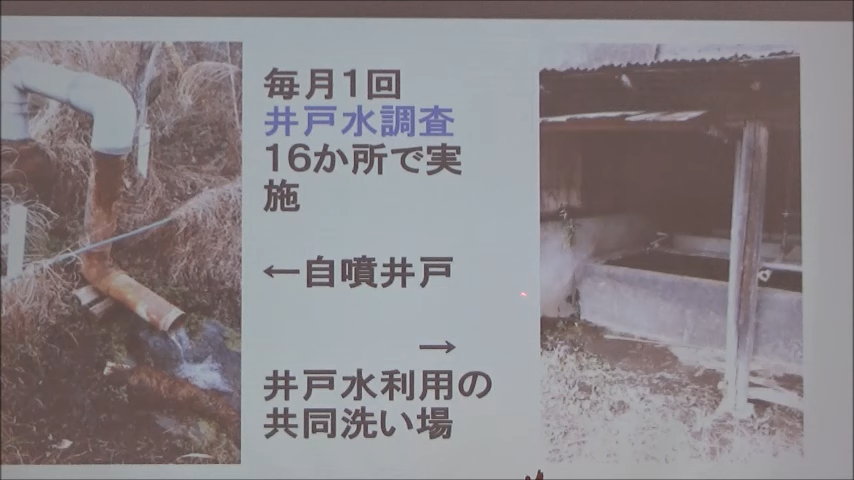 毎月1回
井戸水調査
16か所で実
施
←自噴井戸
→
井戸水利用の
共同洗い場